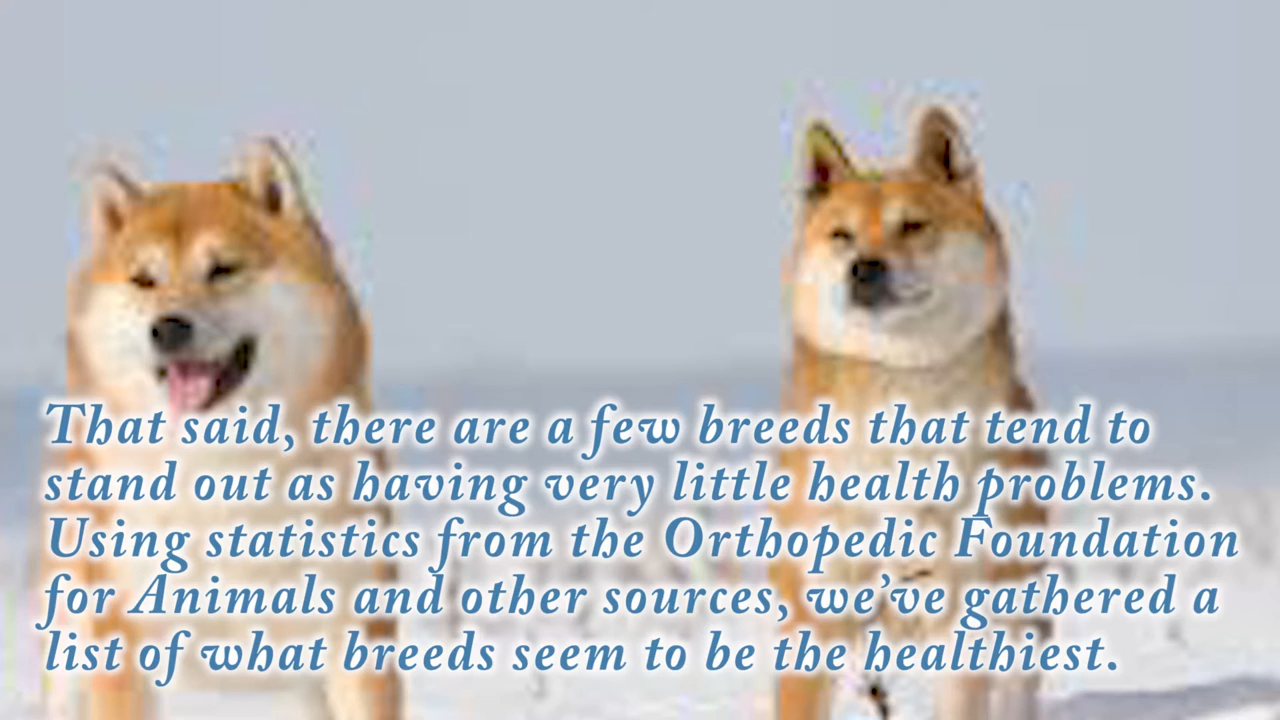 That said, there are a few breeds that tend to
stand out as having very little health problems.
Using statistics from the Orthopedic Foundation
for Animals and other sources, we’ve gathered a
list of what breeds seem to be the healthiest.